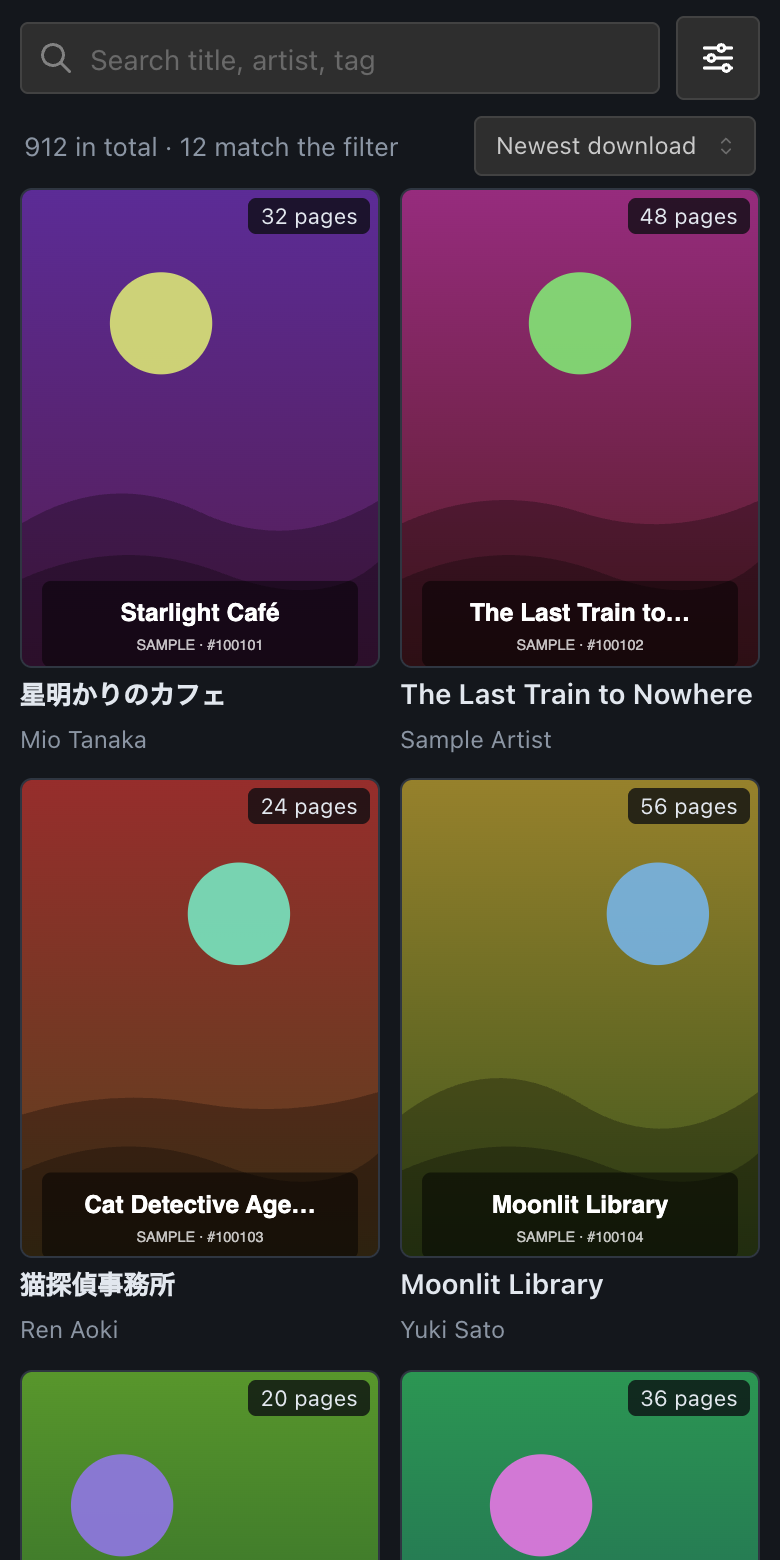 Search title, artist, tag
912 in total · 12 match the filter
Newest download
32 pages
48 pages
Starlight Café
SAMPLE · #100101
The Last Train to...
SAMPLE · #100102
星明かりのカフェ
The Last Train to Nowhere
Mio Tanaka
Sample Artist
24 pages
56 pages
Cat Detective Age...
SAMPLE · #100103
Moonlit Library
SAMPLE · #100104
猫探偵事務所
Moonlit Library
Ren Aoki
Yuki Sato
20 pages
36 pages